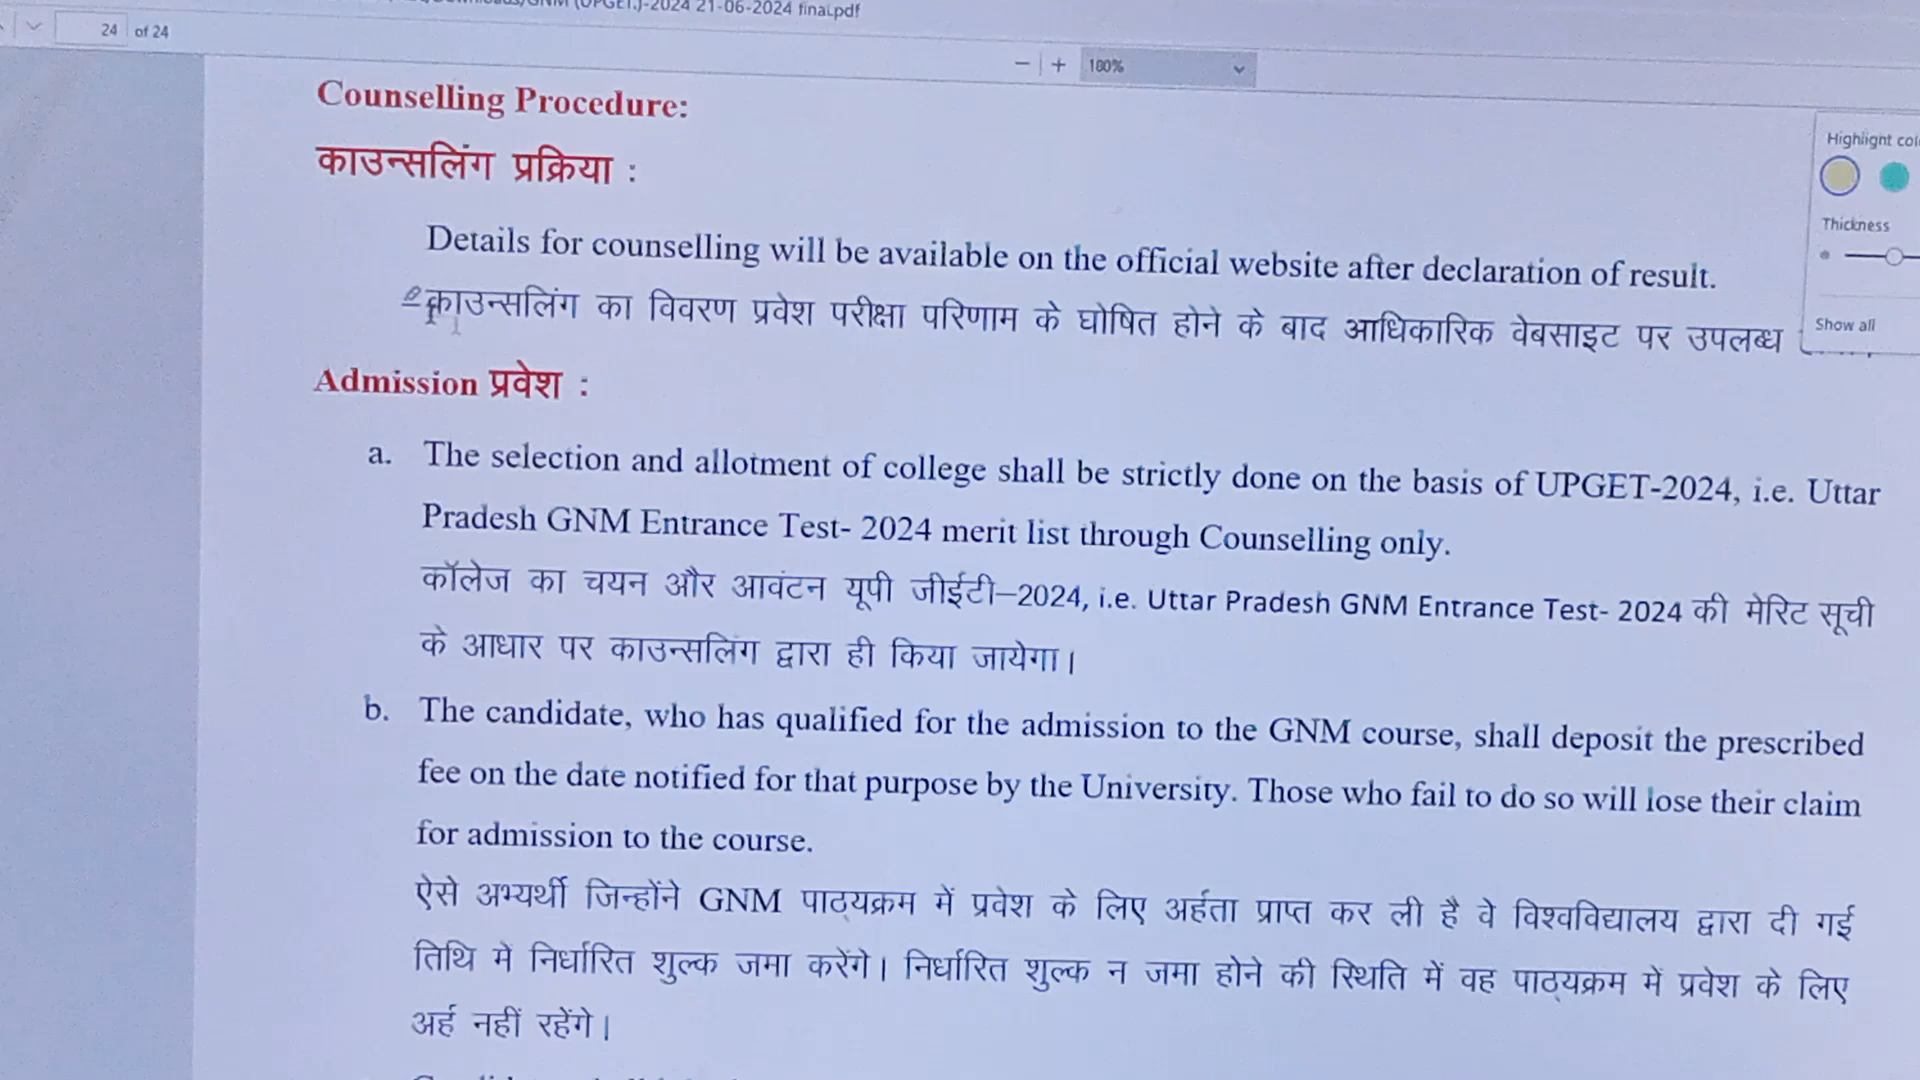 (UPGET.)-2024 21-06-2024 final.pdf
24 of 24
100%
Counselling Procedure:
काउन्सलिंग प्रक्रिया :
Highlight
Thickness
Show all
Details for counselling will be available on the official website after declaration of result.
काउन्सलिंग का विवरण प्रवेश परीक्षा परिणाम के घोषित होने के बाद आधिकारिक वेबसाइट पर उपलब्ध
Admission प्रवेश :
a. The selection and allotment of college shall be strictly done on the basis of UPGET-2024, i.e. Uttar
Pradesh GNM Entrance Test- 2024 merit list through Counselling only.
कॉलेज का चयन और आवंटन यूपी जीईटी–2024, i.e. Uttar Pradesh GNM Entrance Test- 2024 की मेरिट सूची
के आधार पर काउन्सलिंग द्वारा ही किया जायेगा।
b. The candidate, who has qualified for the admission to the GNM course, shall deposit the prescribed
fee on the date notified for that purpose by the University. Those who fail to do so will lose their claim
for admission to the course.
ऐसे अभ्यर्थी जिन्होंने GNM पाठ्यक्रम में प्रवेश के लिए अर्हता प्राप्त कर ली है वे विश्वविद्यालय द्वारा दी गई
तिथि में निर्धारित शुल्क जमा करेंगे। निर्धारित शुल्क न जमा होने की स्थिति में वह पाठ्यक्रम में प्रवेश के लिए
अर्ह नहीं रहेंगे।